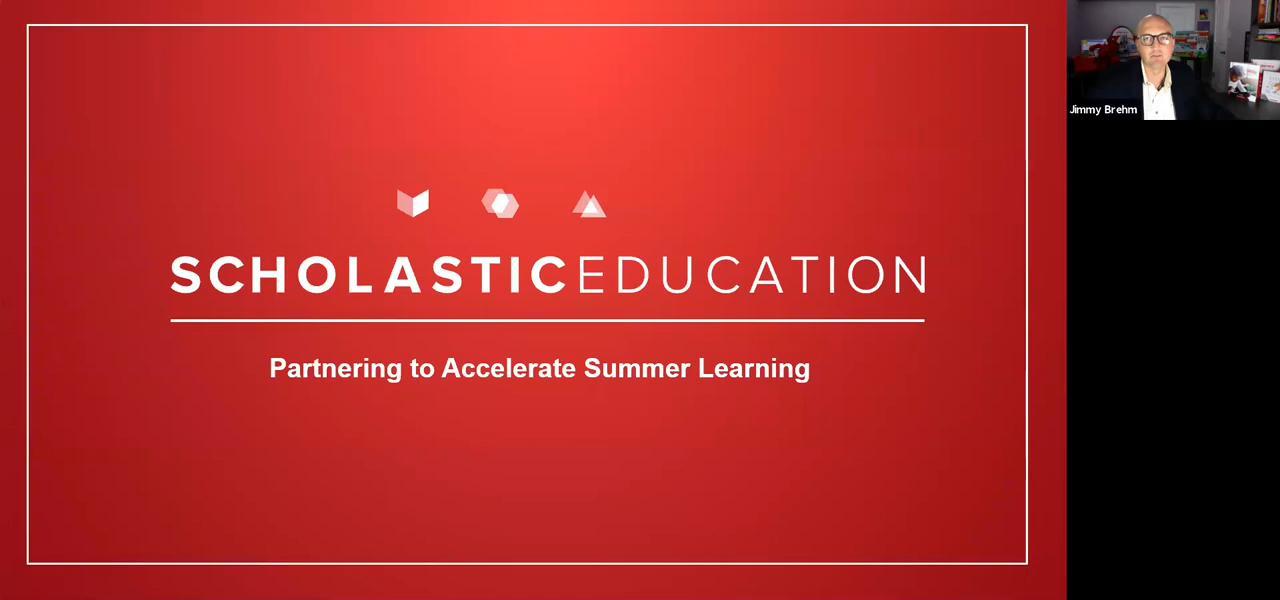 SCHOLASTICEDUCATION
Partnering to Accelerate Summer Learning
Jimmy Brehm